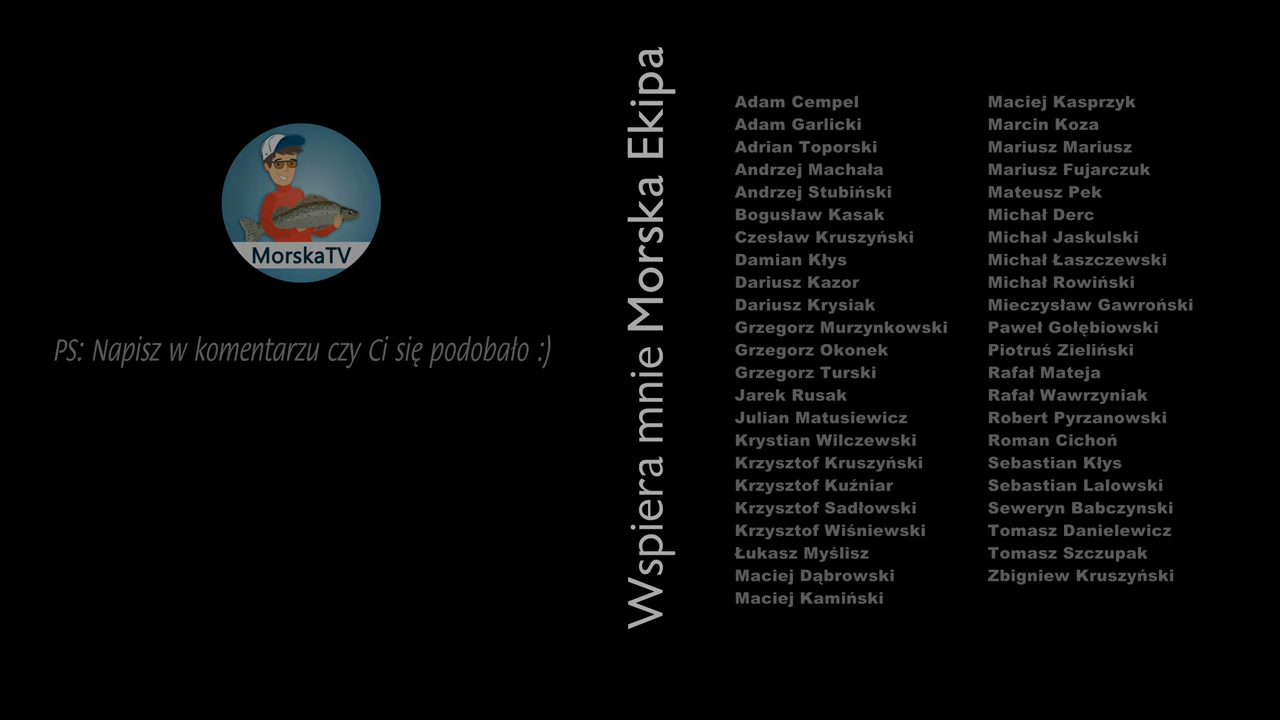 MorskaTV
PS: Napisz w komentarzu czy Ci się podobało :)
Wspiera mnie Morska Ekipa
Adam Cempel
Adam Garlicki
Adrian Toporski
Andrzej Machała
Andrzej Stubiński
Bogusław Kasak
Czesław Kruszyński
Damian Kłys
Dariusz Kazor
Dariusz Krysiak
Grzegorz Murzynkowski
Grzegorz Okonek
Grzegorz Turski
Jarek Rusak
Julian Matusiewicz
Krystian Wilczewski
Krzysztof Kruszyński
Krzysztof Kuźniar
Krzysztof Sadłowski
Krzysztof Wiśniewski
Łukasz Myślisz
Maciej Dąbrowski
Maciej Kamiński
Maciej Kasprzyk
Marcin Koza
Mariusz Mariusz
Mariusz Fujarczuk
Mateusz Pek
Michał Derc
Michał Jaskulski
Michał Łaszczewski
Michał Rowiński
Mieczysław Gawroński
Paweł Gołębiowski
Piotruś Zieliński
Rafał Mateja
Rafał Wawrzyniak
Robert Pyrzanowski
Roman Cichoń
Sebastian Kłys
Sebastian Lalowski
Seweryn Babczynski
Tomasz Danielewicz
Tomasz Szczupak
Zbigniew Kruszyński